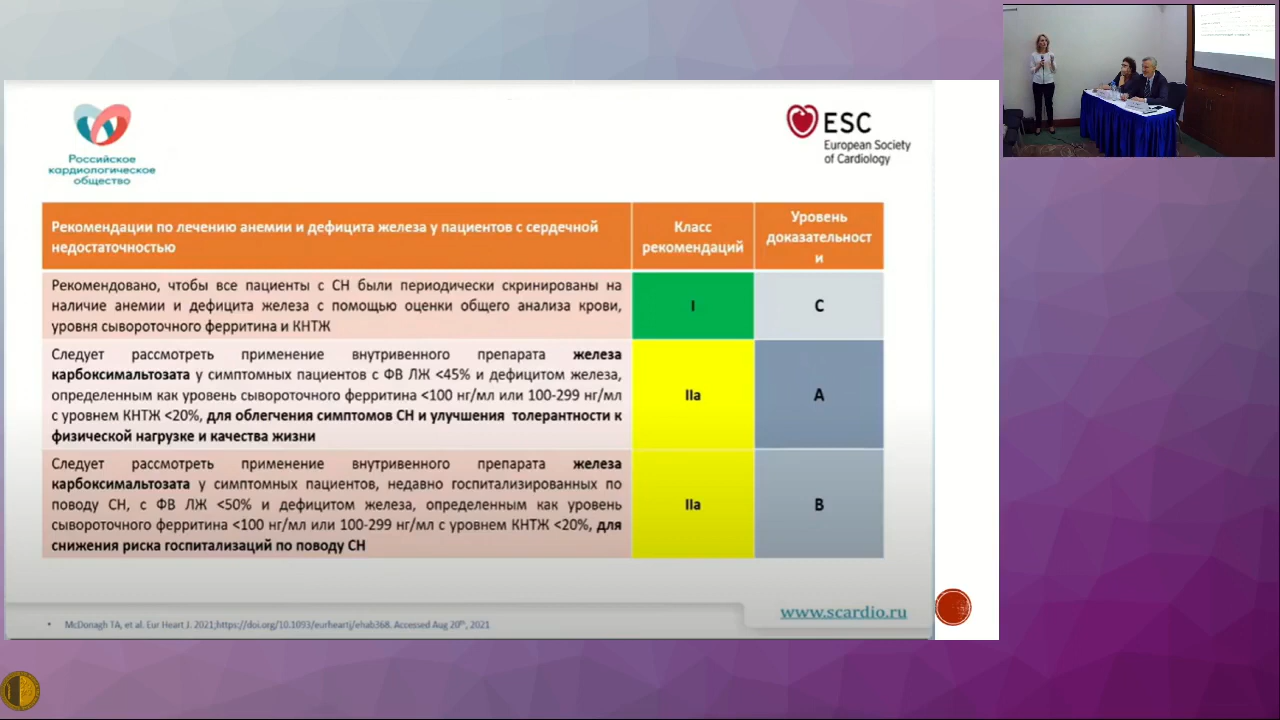 Российское
кардиологическое
общество
ESC
European Society
of Cardiology
Рекомендации по лечению анемии и дефицита железа у пациентов с сердечной
недостаточностью
Класс
рекомендаций
Уровень
доказательност
и
Рекомендовано, чтобы все пациенты с СН были периодически скринированы на
наличие анемии и дефицита железа с помощью оценки общего анализа крови,
уровня сывороточного ферритина и КНТЖ
I
C
Следует рассмотреть применение внутривенного препарата железа
карбоксимальтозата у симптомных пациентов с ФВ ЛЖ <45% и дефицитом железа,
определенным как уровень сывороточного ферритина <100 нг/мл или 100-299 нг/мл
с уровнем КНТЖ <20%, для облегчения симптомов СН и улучшения толерантности к
физической нагрузке и качества жизни
IIa
A
Следует рассмотреть применение внутривенного препарата железа
карбоксимальтозата у симптомных пациентов, недавно госпитализированных по
поводу СН, с ФВ ЛЖ <50% и дефицитом железа, определенным как уровень
сывороточного ферритина <100 нг/мл или 100-299 нг/мл с уровнем КНТЖ <20%, для
снижения риска госпитализаций по поводу СН
IIa
B
www.scardio.ru
• McDonagh TA, et al. Eur Heart J. 2021;https://doi.org/10.1093/eurheartj/ehab368. Accessed Aug 20th, 2021